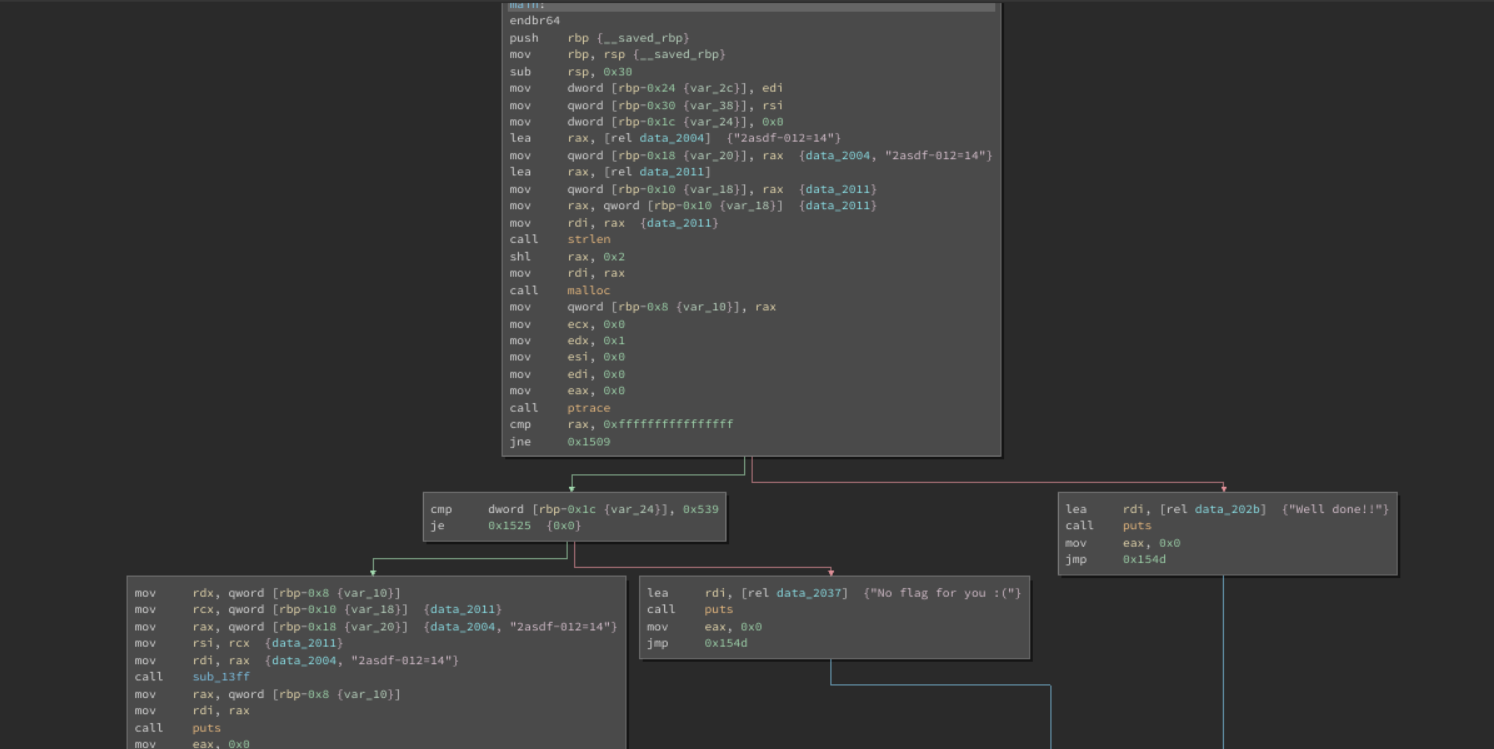 main:
endbr64
push rbp {__saved_rbp}
mov rbp, rsp {__saved_rbp}
sub rsp, 0x30
mov dword [rbp-0x24 {var_2c}], edi
mov qword [rbp-0x30 {var_38}], rsi
mov dword [rbp-0x1c {var_24}], 0x0
lea rax, [rel data_2004] {"2asdf-012=14"}
mov qword [rbp-0x18 {var_20}], rax {data_2004, "2asdf-012=14"}
lea rax, [rel data_2011]
mov qword [rbp-0x10 {var_18}], rax {data_2011}
mov rax, qword [rbp-0x10 {var_18}] {data_2011}
mov rdi, rax {data_2011}
call strlen
shl rax, 0x2
mov rdi, rax
call malloc
mov qword [rbp-0x8 {var_10}], rax
mov ecx, 0x0
mov edx, 0x1
mov esi, 0x0
mov edi, 0x0
mov eax, 0x0
call ptrace
cmp rax, 0xffffffffffffffff
jne 0x1509
cmp dword [rbp-0x1c {var_24}], 0x539
je 0x1525 {0x0}
lea rdi, [rel data_202b] {"Well done!!"}
call puts
mov eax, 0x0
jmp 0x154d
mov rdx, qword [rbp-0x8 {var_10}]
mov rcx, qword [rbp-0x10 {var_18}] {data_2011}
mov rax, qword [rbp-0x18 {var_20}] {data_2004, "2asdf-012=14"}
mov rsi, rcx {data_2011}
mov rdi, rax {data_2004, "2asdf-012=14"}
call sub_13ff
mov rax, qword [rbp-0x8 {var_10}]
mov rdi, rax
call puts
mov eax, 0x0
lea rdi, [rel data_2037] {"No flag for you :("}
call puts
mov eax, 0x0
jmp 0x154d